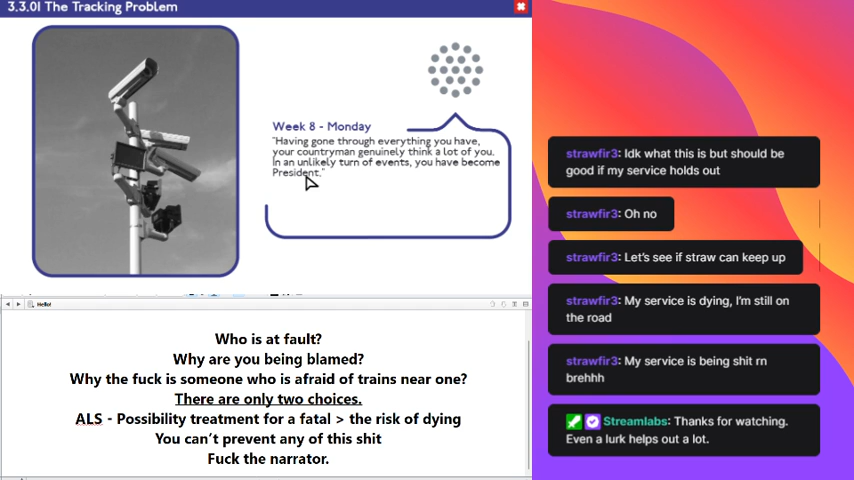 3.3.01 The Tracking Problem
Week 8 - Monday
"Having gone through everything you have,
your countryman genuinely think a lot of you.
In an unlikely turn of events, you have become
President."
Hello!
Who is at fault?
Why are you being blamed?
Why the fuck is someone who is afraid of trains near one?
There are only two choices.
ALS - Possibility treatment for a fatal > the risk of dying
You can't prevent any of this shit
Fuck the narrator.
strawfir3: Idk what this is but should be
good if my service holds out
strawfir3: Oh no
strawfir3: Let's see if straw can keep up
strawfir3: My service is dying, I'm still on
the road
strawfir3: My service is being shit rn
brehhh
Streamlabs: Thanks for watching.
Even a lurk helps out a lot.